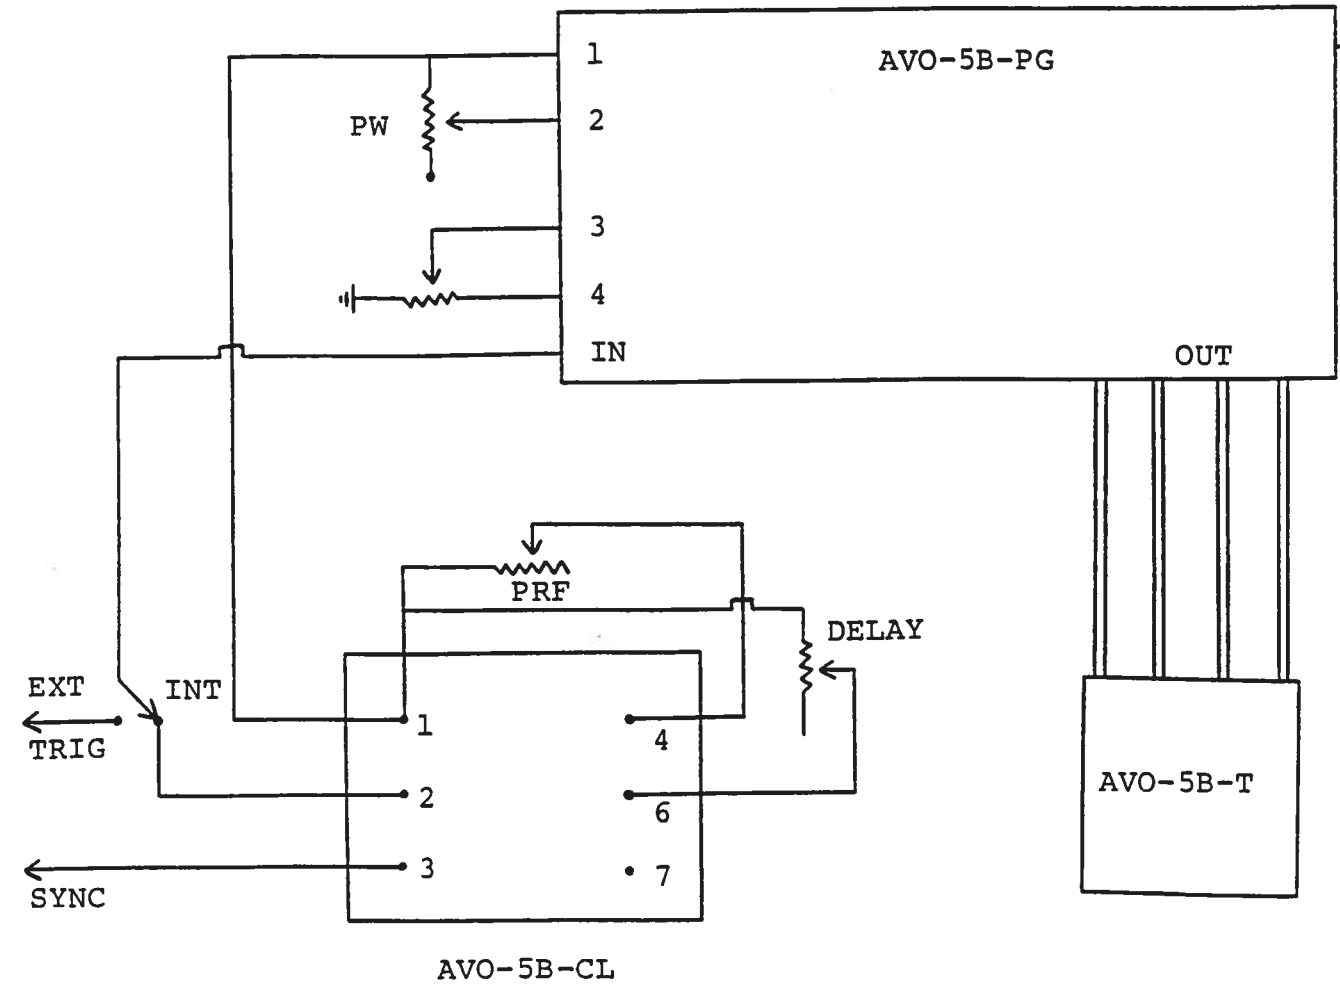 1
AVO-5B-PG
PW
2
3
4
IN
OUT
PRF
DELAY
EXT
INT
TRIG
1
4
2
6
3
7
SYNC
AVO-5B-T
AVO-5B-CL